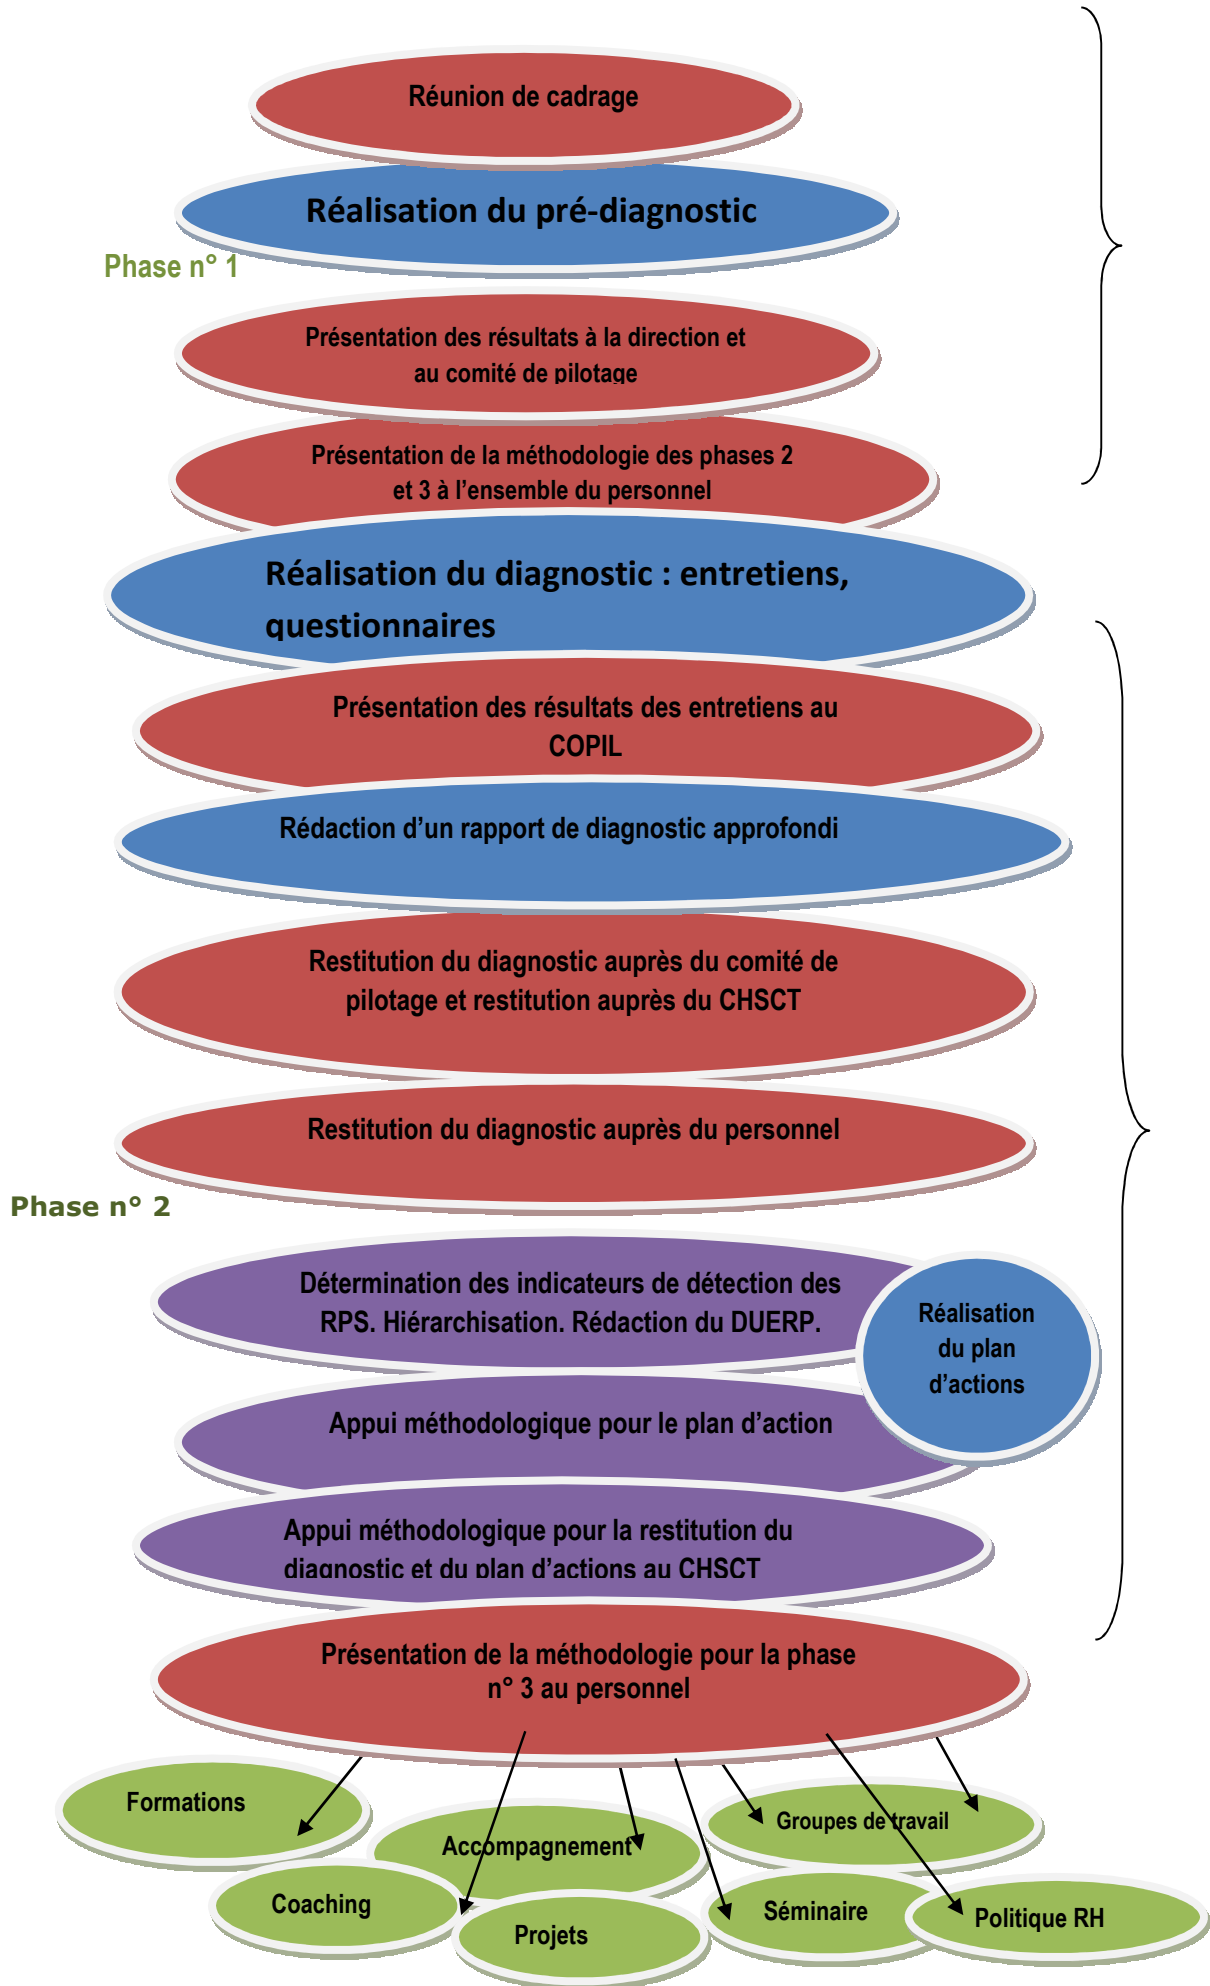 Réunion de cadrage
Réalisation du pré-diagnostic
Phase n° 1
Présentation des résultats à la direction et
au comité de pilotage
Présentation de la méthodologie des phases 2
et 3 à l’ensemble du personnel
Réalisation du diagnostic : entretiens,
questionnaires
Présentation des résultats des entretiens au
COPIL
Rédaction d’un rapport de diagnostic approfondi
Restitution du diagnostic auprès du comité de
pilotage et restitution auprès du CHSCT
Restitution du diagnostic auprès du personnel
Phase n° 2
Détermination des indicateurs de détection des
RPS. Hiérarchisation. Rédaction du DUERP.
Réalisation
du plan
d’actions
Appui méthodologique pour le plan d’action
Appui méthodologique pour la restitution du
diagnostic et du plan d’actions au CHSCT
Présentation de la méthodologie pour la phase
n° 3 au personnel
Formations
Accompagnement
Groupes de travail
Coaching
Projets
Séminaire
Politique RH